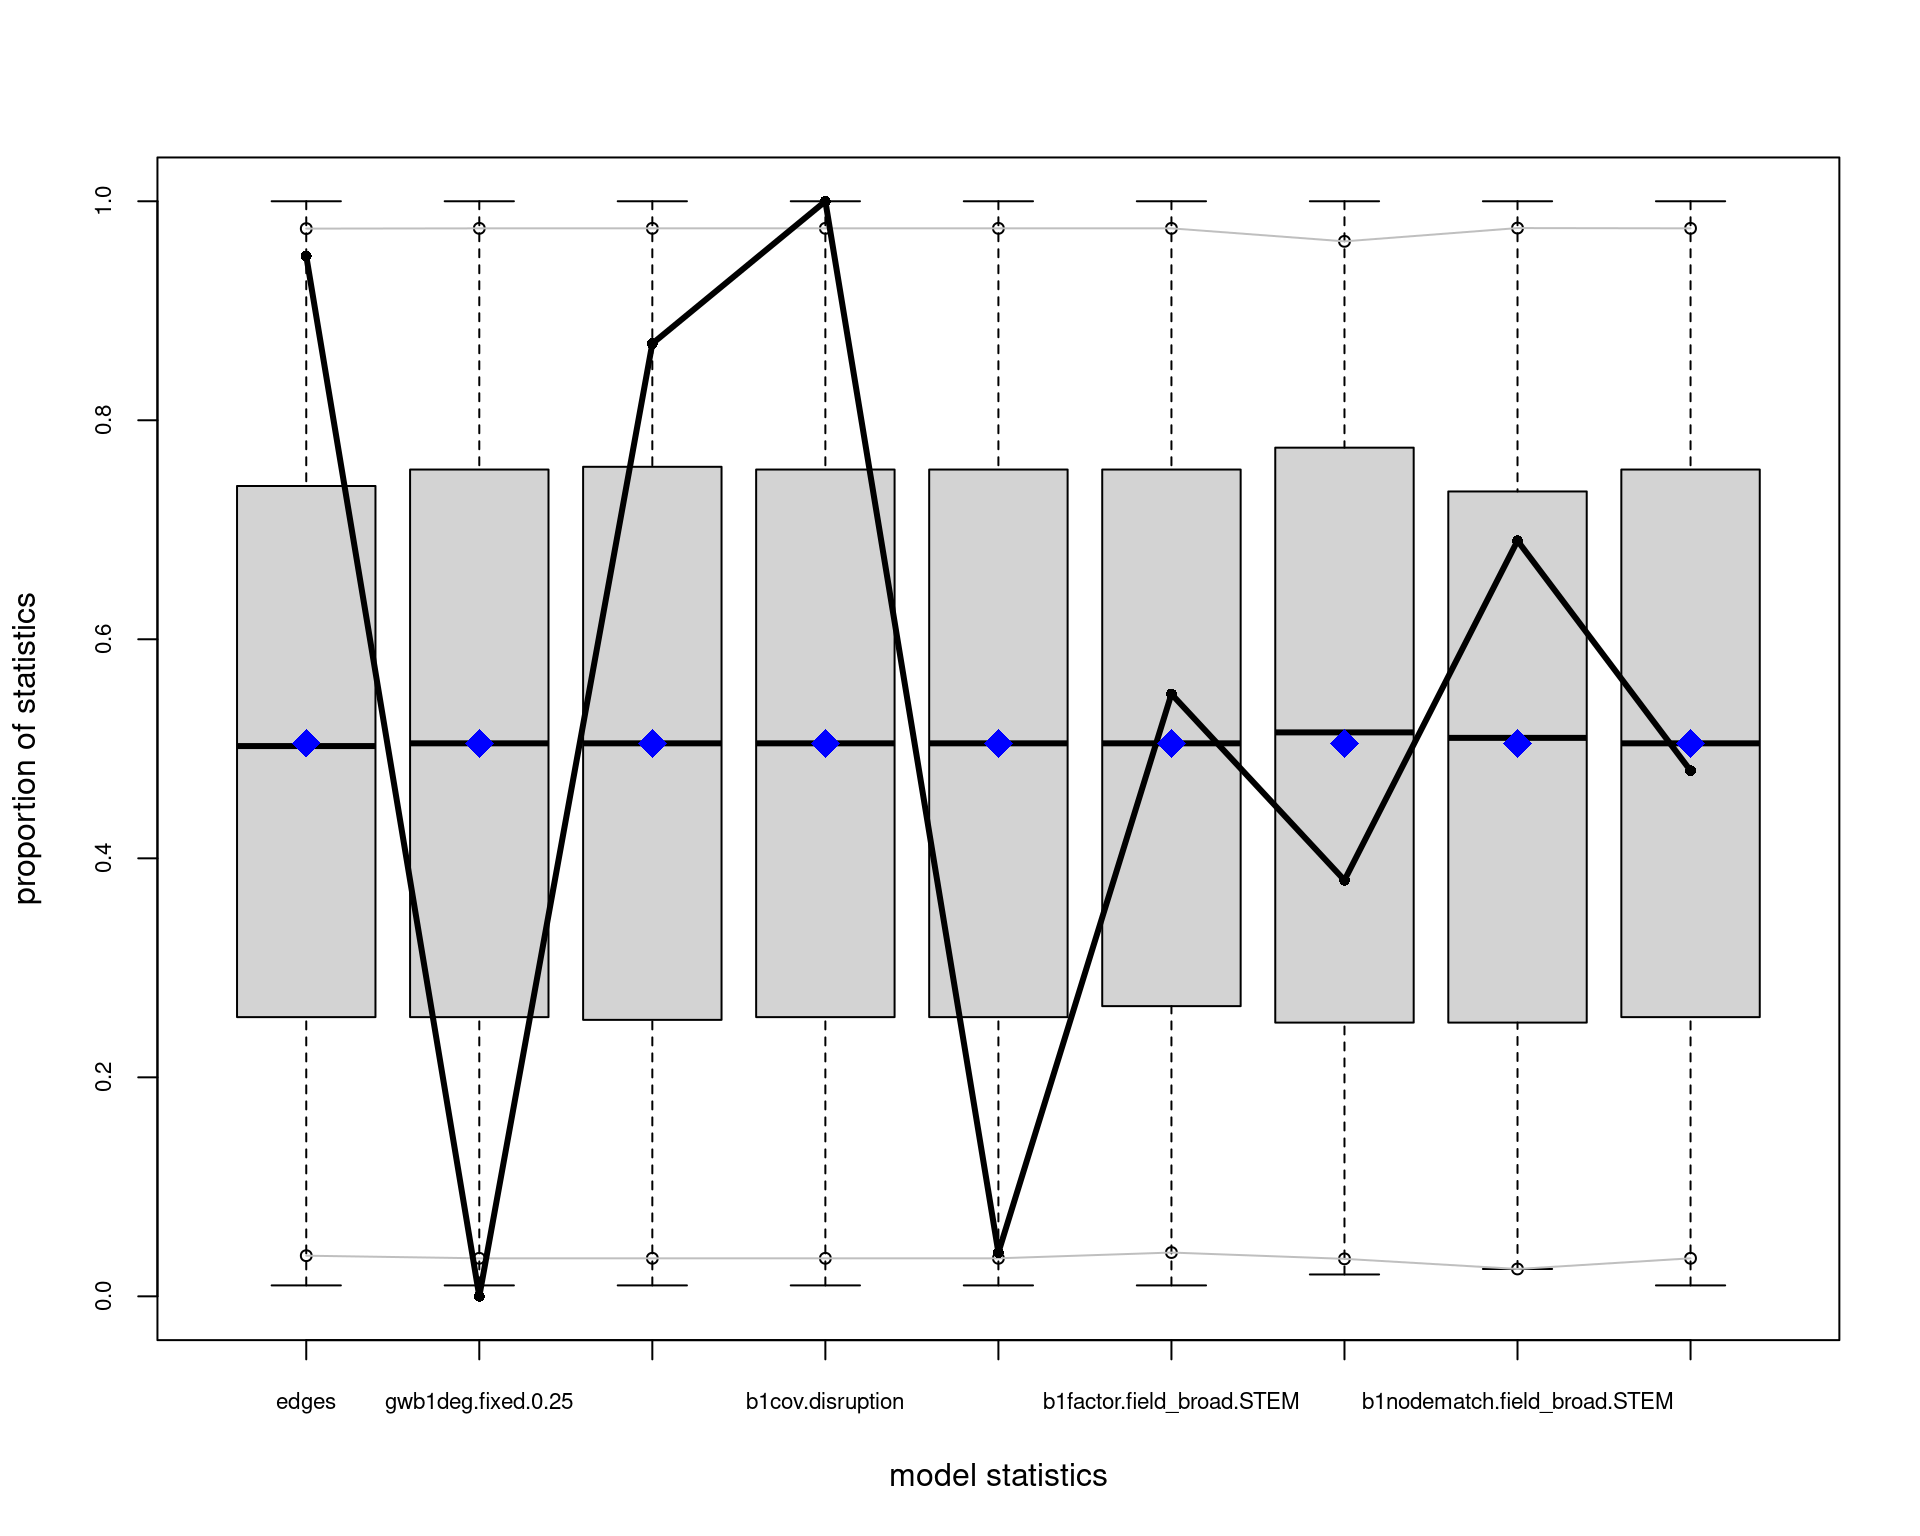 proportion of statistics
1.0
0.8
0.6
0.4
0.2
0.0
edges gwb1deg.fixed.0.25 b1cov.disruption b1factor.field_broad.STEM b1nodematch.field_broad.STEM
model statistics